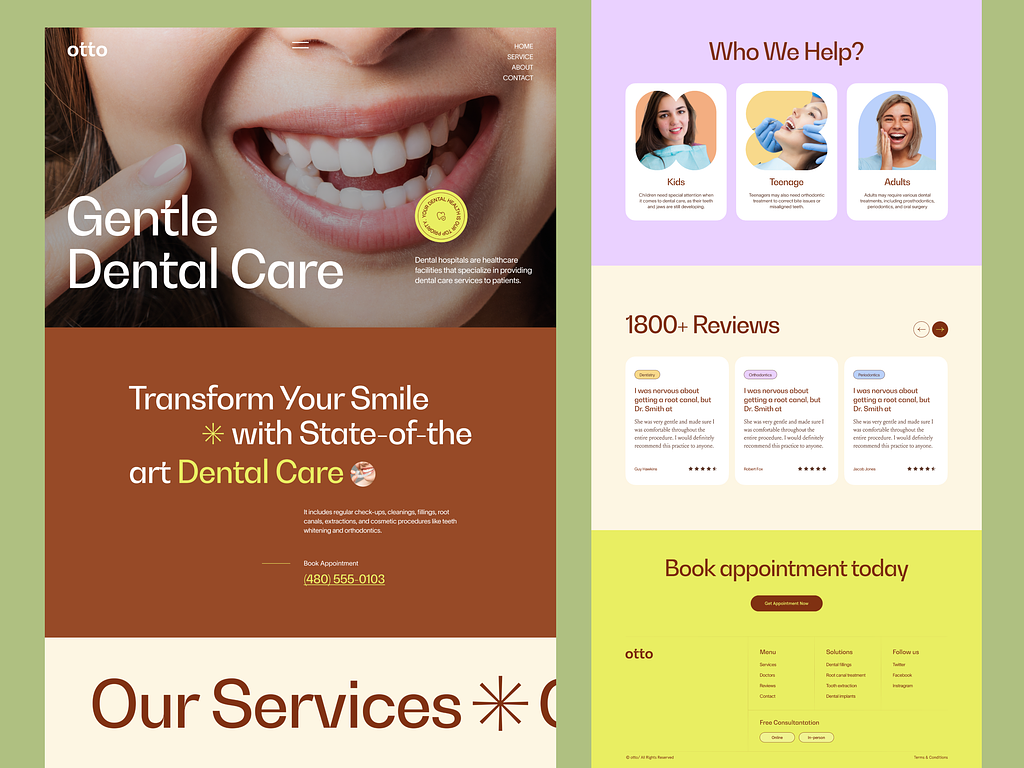 otto
HOME
SERVICE
ABOUT
CONTACT
Gentle
Dental Care
YOUR DENTAL HEALTH IS OUR TOP PRIORITY
Dental hospitals are healthcare
facilities that specialize in providing
dental care services to patients.
Transform Your Smile
with State-of-the
art Dental Care
It includes regular check-ups, cleanings, fillings, root
canals, extractions, and cosmetic procedures like teeth
whitening and orthodontics.
Book Appointment
(480) 555-0103
Our Services
Who We Help?
Kids
Children need special attention when
it comes to dental care, as their teeth
and jaws are still developing.
Teenage
Teenagers may also need orthodontic
treatment to correct bite issues or
misaligned teeth.
Adults
Adults may require various dental
treatments, including prosthodontics,
periodontics, and oral surgery
1800+ Reviews
Dentistry
I was nervous about
getting a root canal, but
Dr. Smith at
She was very gentle and made sure I
was comfortable throughout the
entire procedure. I would definitely
recommend this practice to anyone.
Guy Hawkins
Orthodontics
I was nervous about
getting a root canal, but
Dr. Smith at
She was very gentle and made sure I
was comfortable throughout the
entire procedure. I would definitely
recommend this practice to anyone.
Robert Fox
Periodontics
I was nervous about
getting a root canal, but
Dr. Smith at
She was very gentle and made sure I
was comfortable throughout the
entire procedure. I would definitely
recommend this practice to anyone.
Jacob Jones
Book appointment today
Get Appointment Now
otto
Menu
Services
Doctors
Reviews
Contact
Solutions
Dental fillings
Root canal treatment
Tooth extraction
Dental implants
Follow us
Twitter
Facebook
Instagram
Free Consultantation
Online
In-person
© otto/ All Rights Reserved
Terms & Conditions